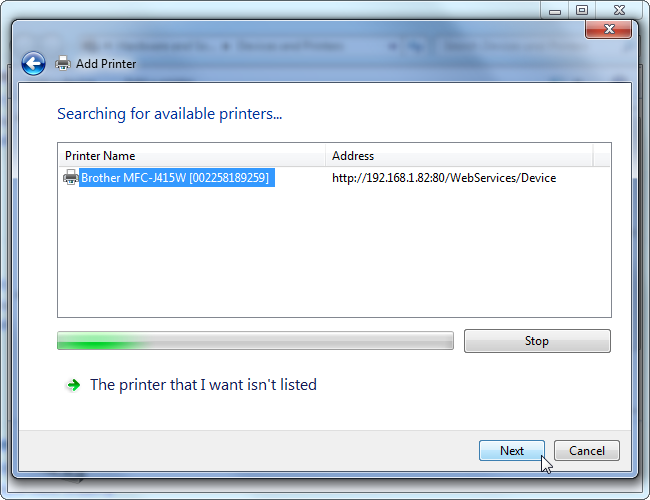 Add Printer
Searching for available printers...
Printer Name Address
Brother MFC-J415W [002258189259] http://192.168.1.82:80/WebServices/Device
Stop
The printer that I want isn't listed
Next Cancel